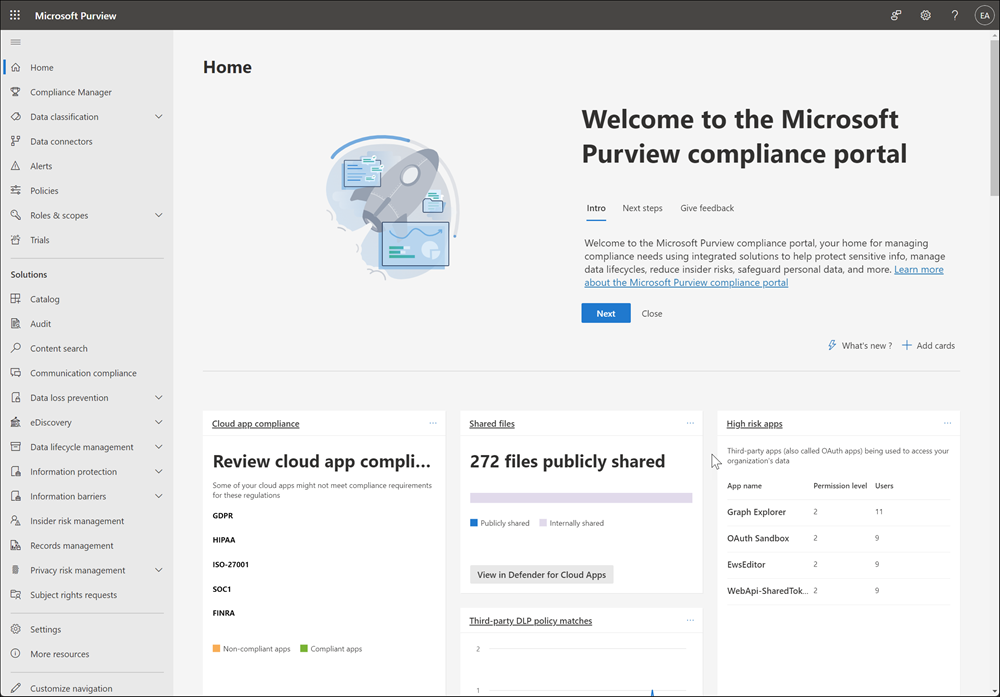 Microsoft Purview
EA
Home
Compliance Manager
Data classification
Data connectors
Alerts
Policies
Roles & scopes
Trials
Solutions
Catalog
Audit
Content search
Communication compliance
Data loss prevention
eDiscovery
Data lifecycle management
Information protection
Information barriers
Insider risk management
Records management
Privacy risk management
Subject rights requests
Settings
More resources
Customize navigation
Home
Welcome to the Microsoft
Purview compliance portal
Intro Next steps Give feedback
Welcome to the Microsoft Purview compliance portal, your home for managing
compliance needs using integrated solutions to help protect sensitive info, manage
data lifecycles, reduce insider risks, safeguard personal data, and more. Learn more
about the Microsoft Purview compliance portal
Next Close
What's new ? Add cards
Cloud app compliance
Review cloud app compli...
Some of your cloud apps might not meet compliance requirements
for these regulations
GDPR
HIPAA
ISO-27001
SOC1
FINRA
Non-compliant apps Compliant apps
Shared files
272 files publicly shared
Publicly shared Internally shared
View in Defender for Cloud Apps
Third-party DLP policy matches
2
1
High risk apps
Third-party apps (also called OAuth apps) being used to access your
organization's data
App name Permission level Users
Graph Explorer 2 11
OAuth Sandbox 2 9
EwsEditor 2 9
WebApi-SharedTok... 2 9